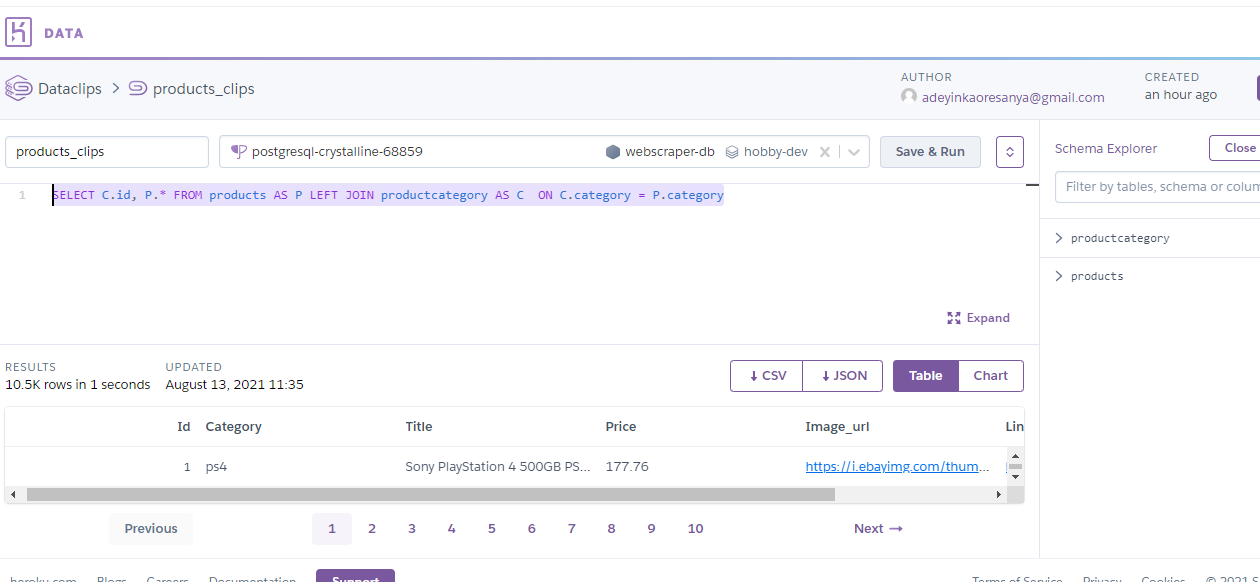 DATA
Dataclips > products_clips
AUTHOR
adeyinkaoresanya@gmail.com
CREATED
an hour ago
products_clips
postgresql-crystalline-68859
webscraper-db
hobby-dev
Save & Run
Schema Explorer
Close
Filter by tables, schema or colum
1 SELECT C.id, P.* FROM products AS P LEFT JOIN productcategory AS C  ON C.category = P.category
productcategory
products
Expand
RESULTS
10.5K rows in 1 seconds
UPDATED
August 13, 2021 11:35
CSV
JSON
Table
Chart
Id Category Title Price Image_url Lin
1 ps4 Sony PlayStation 4 500GB PS... 177.76 https://i.ebayimg.com/thum...
Previous 1 2 3 4 5 6 7 8 9 10 Next →
heroku.com Blogs Careers Documentation Support Terms of Service Privacy Cookies © 2021 S